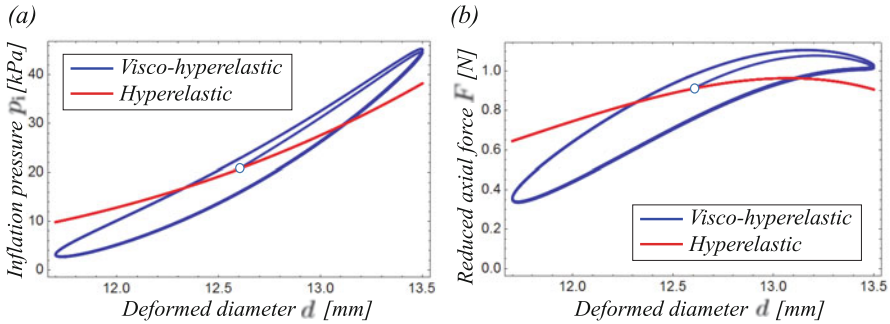 (a)
Inflation pressure pi [kPa]
40
30
20
10
0
Visco-hyperelastic
Hyperelastic
12.0 12.5 13.0 13.5
Deformed diameter d [mm]
(b)
Reduced axial force F [N]
1.0
0.8
0.6
0.4
0.2
0.0
Visco-hyperelastic
Hyperelastic
12.0 12.5 13.0 13.5
Deformed diameter d [mm]